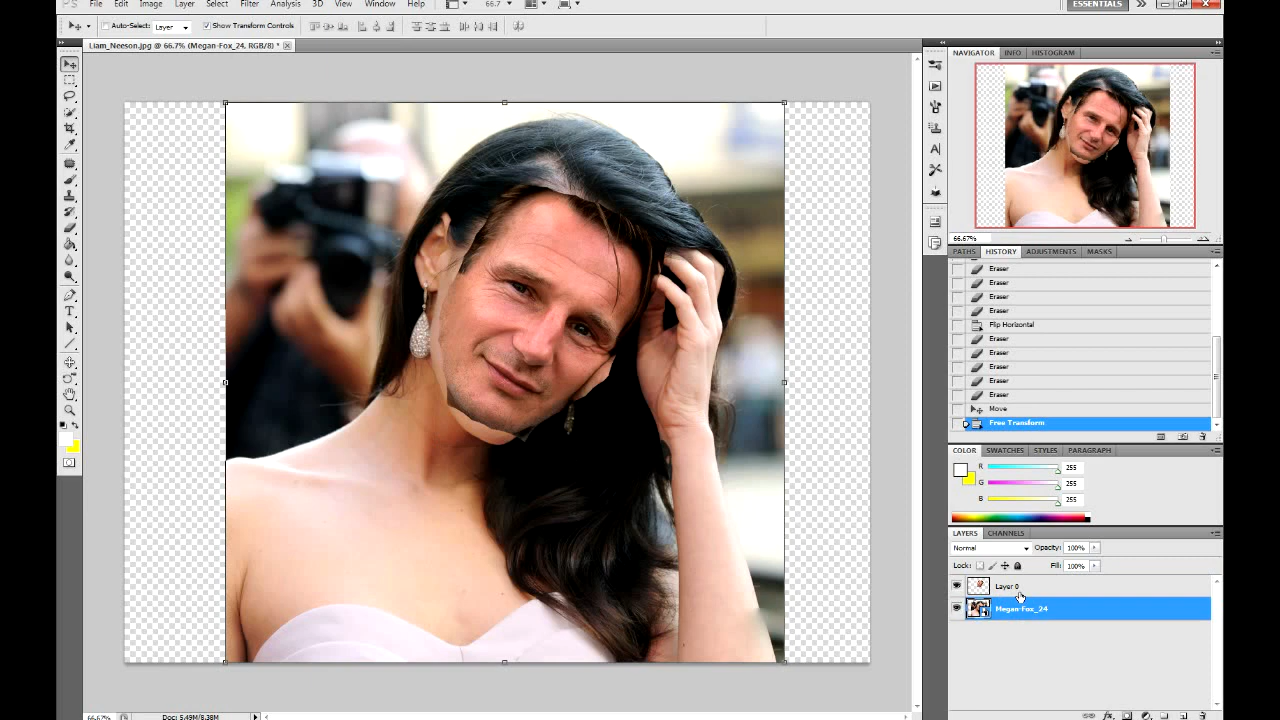 PS Edit Image Layer Select Filter Analysis 3D View Window Help 66.7 ESSENTIALS
Auto-Select: Layer Show Transform Controls
Liam_Neeson.jpg @ 66.7% (Megan-Fox_24, RGB/8) *
NAVIGATOR INFO HISTOGRAM
66.67%
PATHS HISTORY ADJUSTMENTS MASKS
Eraser
Eraser
Eraser
Eraser
Flip Horizontal
Eraser
Eraser
Eraser
Eraser
Eraser
Move
Free Transform
COLOR SWATCHES STYLES PARAGRAPH
R 255
G 255
B 255
LAYERS CHANNELS
Normal Opacity: 100%
Lock: Fill: 100%
Layer 0
Megan-Fox_24
66.67% Doc: 5.49M/8.38M